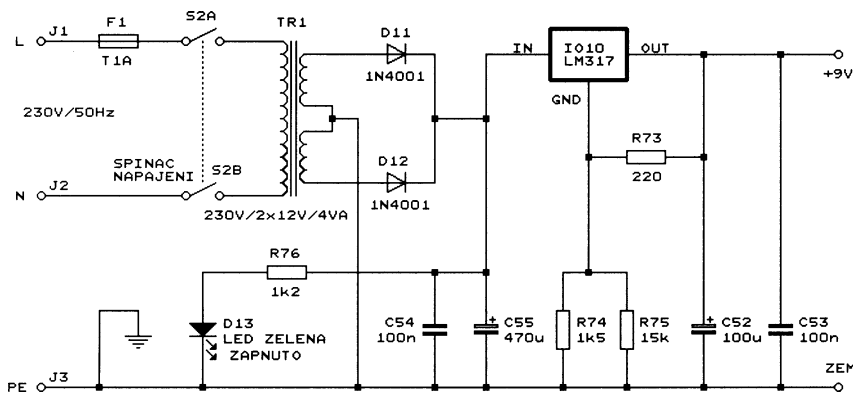 S2A
TR1
F1
J1
L
T1A
D11
1N4001
IN
IO10
LM317
OUT
+9V
GND
230V/50Hz
R73
220
SPINAC
NAPAJENI
S2B
D12
1N4001
J2
N
230V/2x12V/4VA
R76
1k2
D13
LED ZELENA
ZAPNUTO
C54
100n
+
C55
470u
R74
1k5
R75
15k
+
C52
100u
C53
100n
J3
PE
ZEM